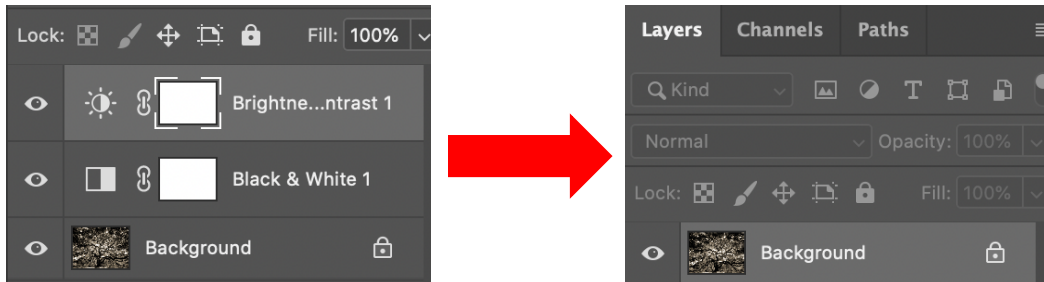 Lock: Fill: 100%
Brightne...ntrast 1
Black & White 1
Background
Layers Channels Paths
Kind
Normal Opacity: 100%
Lock: Fill: 100%
Background